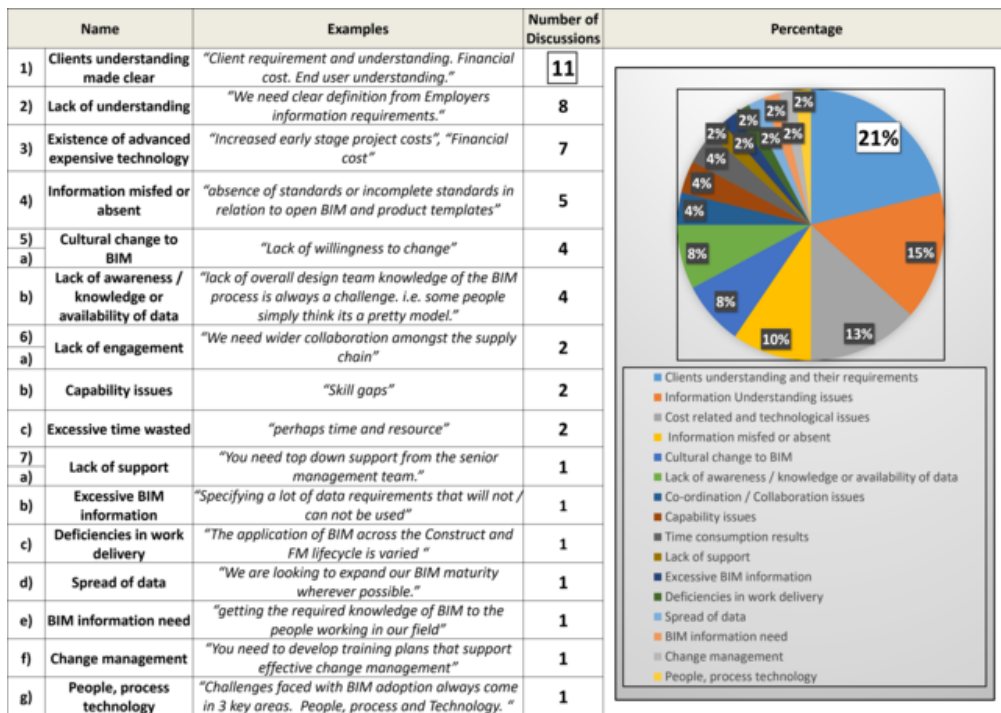 Name
Examples
Number of
Discussions
Percentage
1)
Clients understanding
made clear
“Client requirement and understanding. Financial
cost. End user understanding.”
11
2)
Lack of understanding
“We need clear definition from Employers
information requirements.”
8
3)
Existence of advanced
expensive technology
“Increased early stage project costs”, “Financial
cost”
7
4)
Information misfed or
absent
“absence of standards or incomplete standards in
relation to open BIM and product templates”
5
5)
a)
Cultural change to
BIM
“Lack of willingness to change”
4
b)
Lack of awareness /
knowledge or
availability of data
“lack of overall design team knowledge of the BIM
process is always a challenge. i.e. some people
simply think its a pretty model.”
4
6)
a)
Lack of engagement
“We need wider collaboration amongst the supply
chain”
2
b)
Capability issues
“Skill gaps”
2
c)
Excessive time wasted
“perhaps time and resource”
2
7)
a)
Lack of support
“You need top down support from the senior
management team.”
1
b)
Excessive BIM
information
“Specifying a lot of data requirements that will not /
can not be used”
1
c)
Deficiencies in work
delivery
“The application of BIM across the Construct and
FM lifecycle is varied “
1
d)
Spread of data
“We are looking to expand our BIM maturity
wherever possible.”
1
e)
BIM information need
“getting the required knowledge of BIM to the
people working in our field”
1
f)
Change management
“You need to develop training plans that support
effective change management”
1
g)
People, process
technology
“Challenges faced with BIM adoption always come
in 3 key areas. People, process and Technology. “
1
21%
15%
13%
10%
8%
8%
4%
4%
4%
2%
2%
2%
2%
2%
2%
2%
Clients understanding and their requirements
Information Understanding issues
Cost related and technological issues
Information misfed or absent
Cultural change to BIM
Lack of awareness / knowledge or availability of data
Co-ordination / Collaboration issues
Capability issues
Time consumption results
Lack of support
Excessive BIM information
Deficiencies in work delivery
Spread of data
BIM information need
Change management
People, process technology